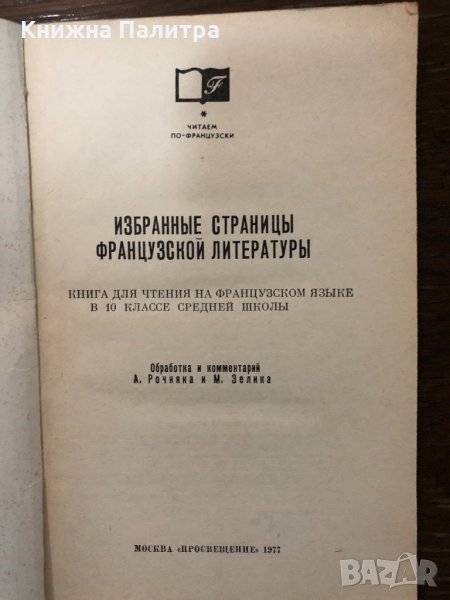 Книжна Палитра
F
*
ЧИТАЕМ
ПО-ФРАНЦУЗСКИ
ИЗБРАННЫЕ СТРАНИЦЫ
ФРАНЦУЗСКОЙ ЛИТЕРАТУРЫ
КНИГА ДЛЯ ЧТЕНИЯ НА ФРАНЦУЗСКОМ ЯЗЫКЕ
В 10 КЛАССЕ СРЕДНЕЙ ШКОЛЫ
Обработка и комментарий
А. Рочняка и М. Зелика
МОСКВА «ПРОСВЕЩЕНИЕ» 1977
BAZAR